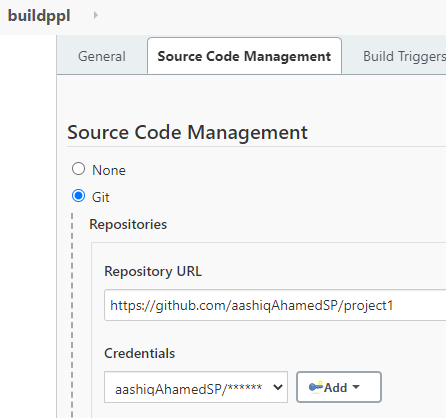 buildppl
General Source Code Management Build Triggers
Source Code Management
None
Git
Repositories
Repository URL
https://github.com/aashiqAhamedSP/project1
Credentials
aashiqAhamedSP/****** Add